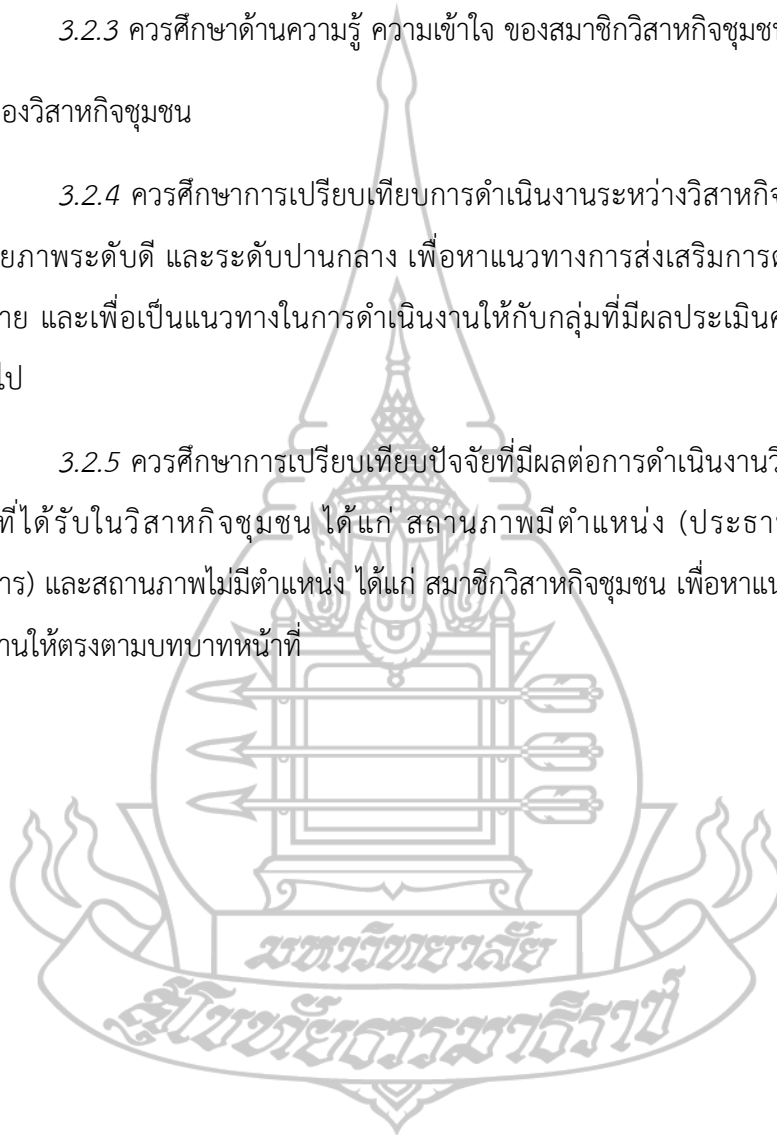 3.2.3 ควรศึกษาด้านความรู้ ความเข้าใจ ของสมาชิกวิสาหกิจชุมชน
องวิสาหกิจชุมชน
3.2.4 ควรศึกษาการเปรียบเทียบการดำเนินงานระหว่างวิสาหกิจ
ยภาพระดับดี และระดับปานกลาง เพื่อหาแนวทางการส่งเสริมการด
าย และเพื่อเป็นแนวทางในการดำเนินงานให้กับกลุ่มที่มีผลประเมินศ
ไป
3.2.5 ควรศึกษาการเปรียบเทียบปัจจัยที่มีผลต่อการดำเนินงานวิ
ที่ได้รับในวิสาหกิจชุมชน ได้แก่ สถานภาพมีตำแหน่ง (ประธา
าร) และสถานภาพไม่มีตำแหน่ง ได้แก่ สมาชิกวิสาหกิจชุมชน เพื่อหาแน
านให้ตรงตามบทบาทหน้าที่
มหาวิทยาลัย
สุโขทัยธรรมาธิราช